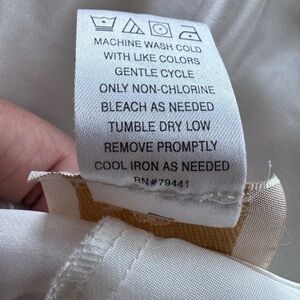 MACHINE WASH COLD
WITH LIKE COLORS
GENTLE CYCLE
ONLY NON-CHLORINE
BLEACH AS NEEDED
TUMBLE DRY LOW
REMOVE PROMPTLY
COOL IRON AS NEEDED
RN#79441